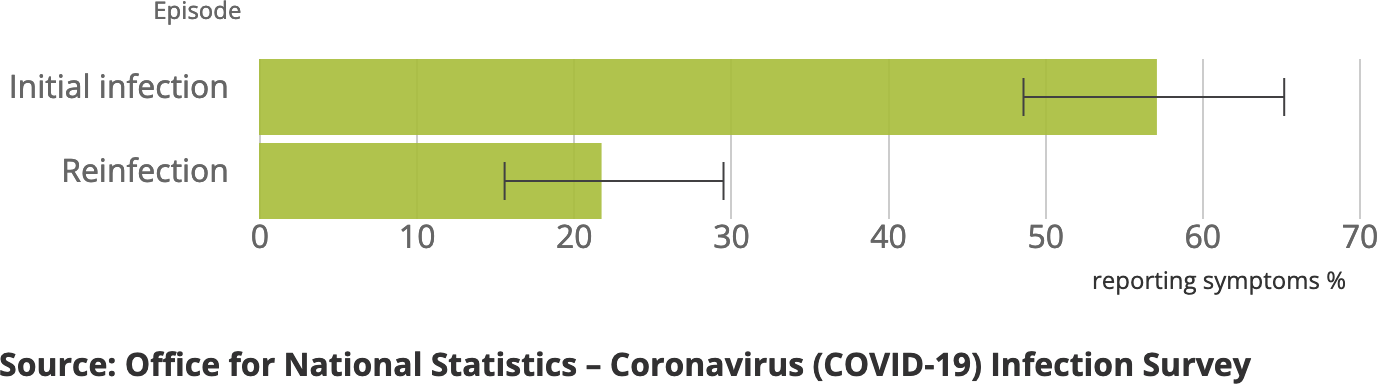 Episode
Initial infection
Reinfection
0 10 20 30 40 50 60 70
reporting symptoms %
Source: Office for National Statistics – Coronavirus (COVID-19) Infection Survey